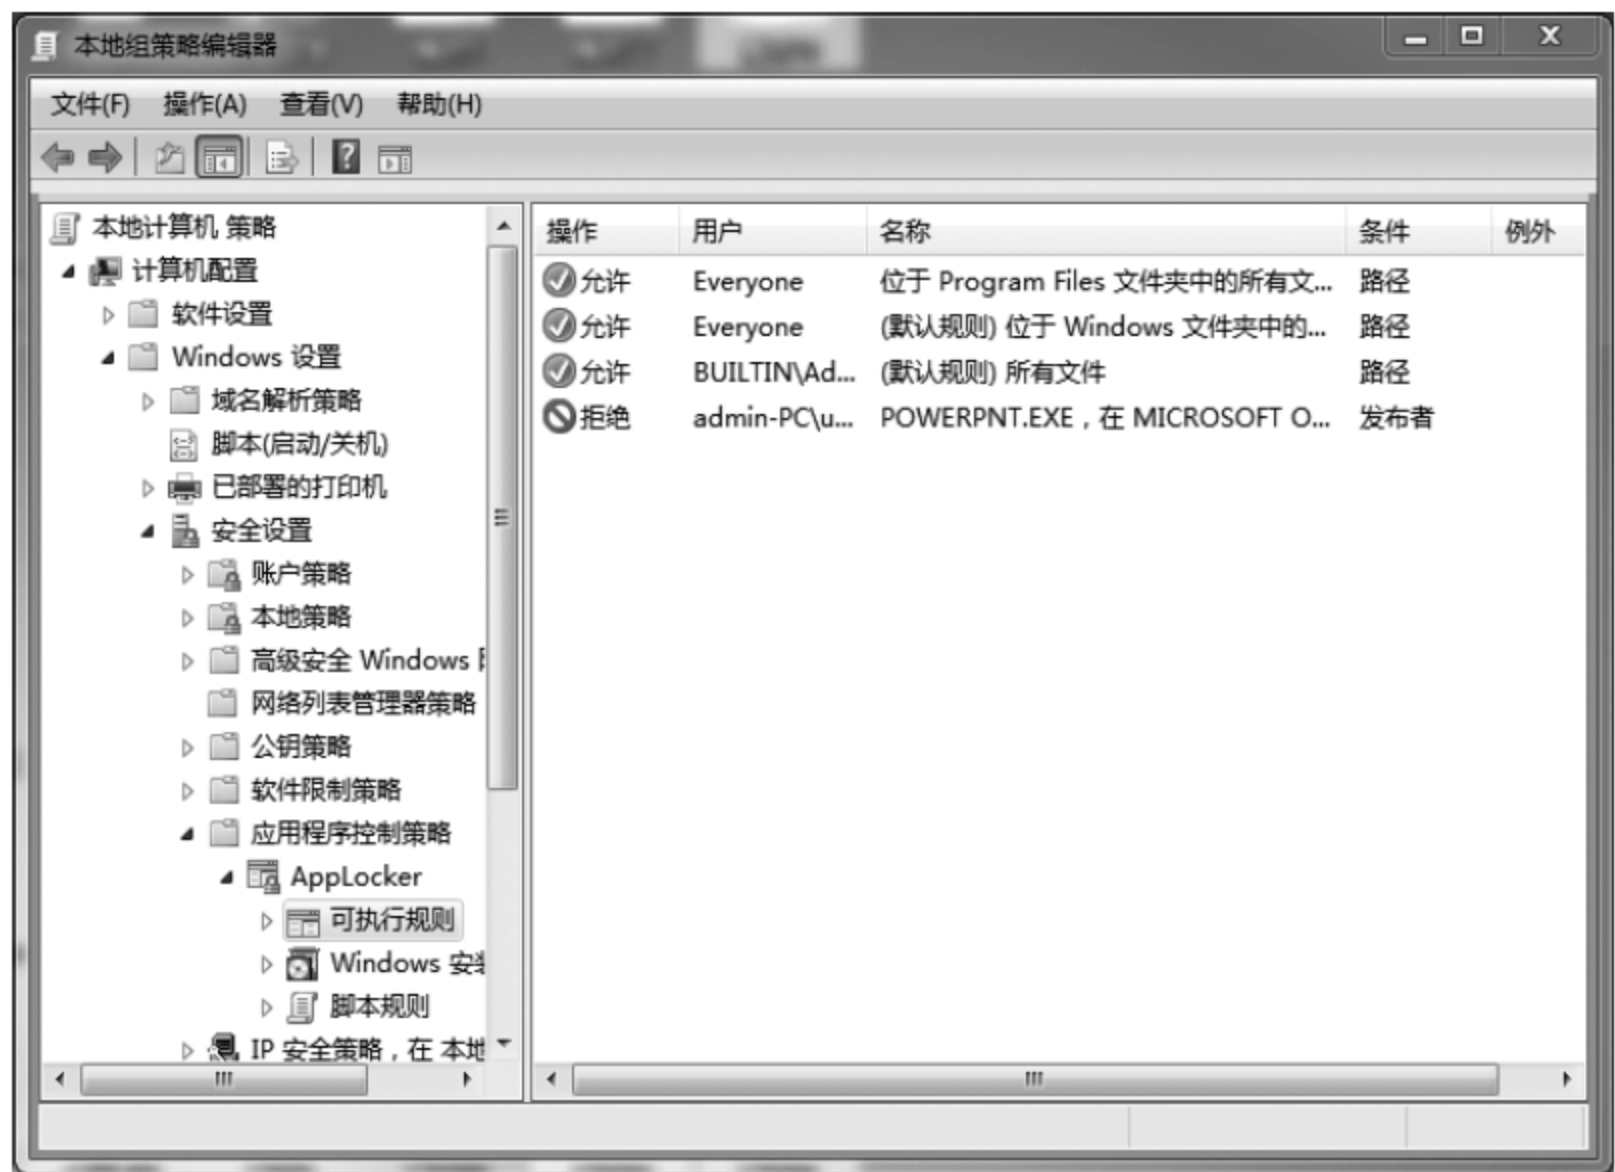 本地组策略编辑器
文件(F) 操作(A) 查看(V) 帮助(H)
本地计算机 策略
计算机配置
软件设置
Windows 设置
域名解析策略
脚本(启动/关机)
已部署的打印机
安全设置
账户策略
本地策略
高级安全 Windows
网络列表管理器策略
公钥策略
软件限制策略
应用程序控制策略
AppLocker
可执行规则
Windows 安装
脚本规则
IP 安全策略，在 本地
操作 用户 名称 条件 例外
允许 Everyone 位于 Program Files 文件夹中的所有文... 路径
允许 Everyone (默认规则) 位于 Windows 文件夹中的... 路径
允许 BUILTIN\Ad... (默认规则) 所有文件 路径
拒绝 admin-PC\u... POWERPNT.EXE，在 MICROSOFT O... 发布者